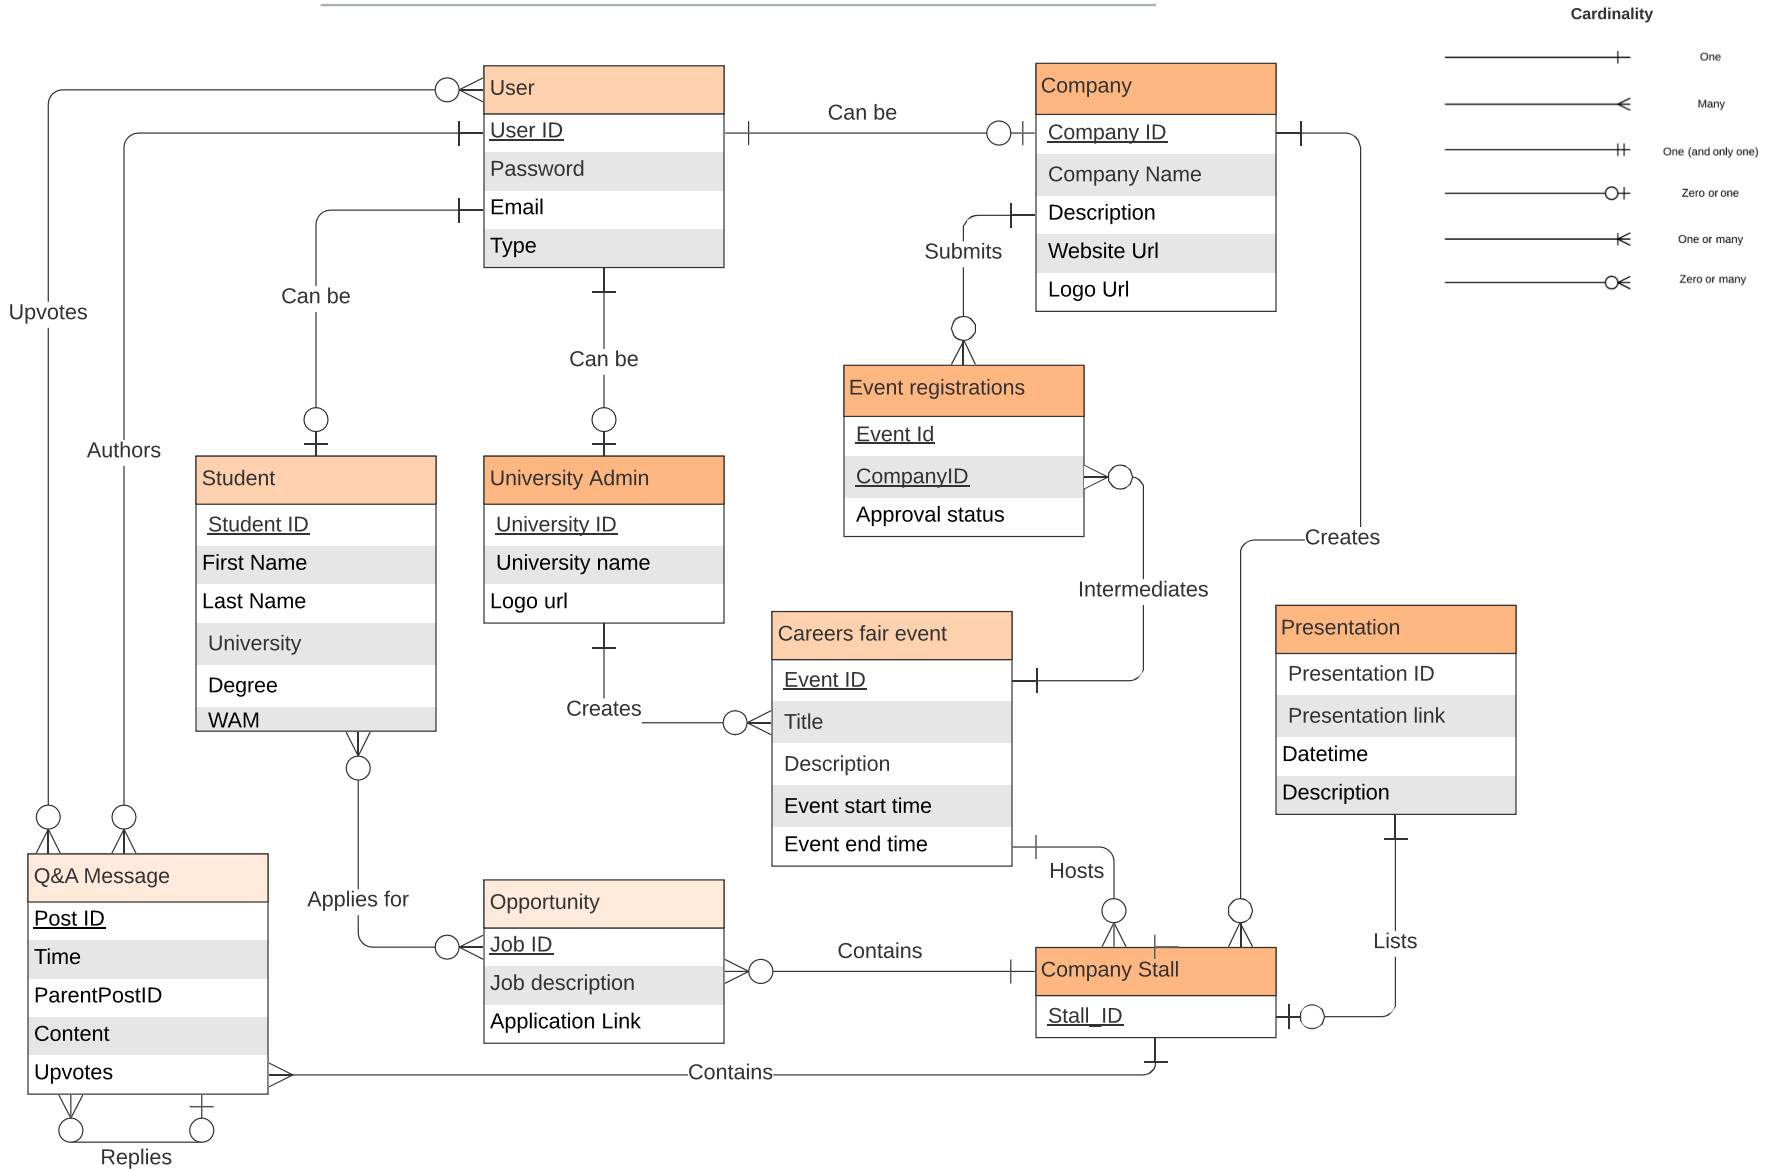 Cardinality
One
Many
One (and only one)
Zero or one
One or many
Zero or many
User
User ID
Password
Email
Type
Can be
Company
Company ID
Company Name
Description
Website Url
Logo Url
Submits
Can be
Can be
Upvotes
Authors
Event registrations
Event Id
CompanyID
Approval status
Student
Student ID
First Name
Last Name
University
Degree
WAM
University Admin
University ID
University name
Logo url
Creates
Intermediates
Creates
Careers fair event
Event ID
Title
Description
Event start time
Event end time
Presentation
Presentation ID
Presentation link
Datetime
Description
Hosts
Lists
Q&A Message
Post ID
Time
ParentPostID
Content
Upvotes
Applies for
Opportunity
Job ID
Job description
Application Link
Contains
Company Stall
Stall_ID
Contains
Replies